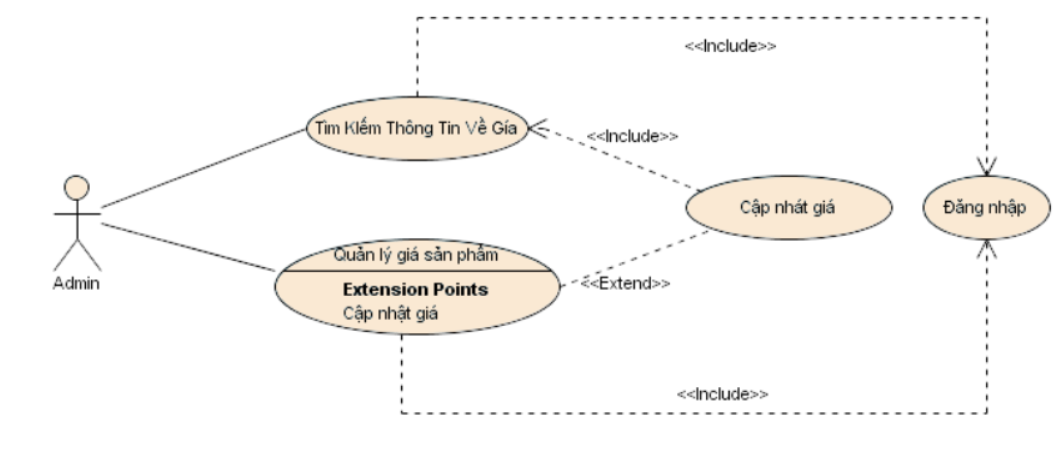 <<Include>>
Tìm Kiếm Thông Tin Về Gía
<<Include>>
Cập nhát giá
Đăng nhập
Admin
Quản lý giá sản phẩm
Extension Points
Cập nhật giá
<<Extend>>
<<Include>>